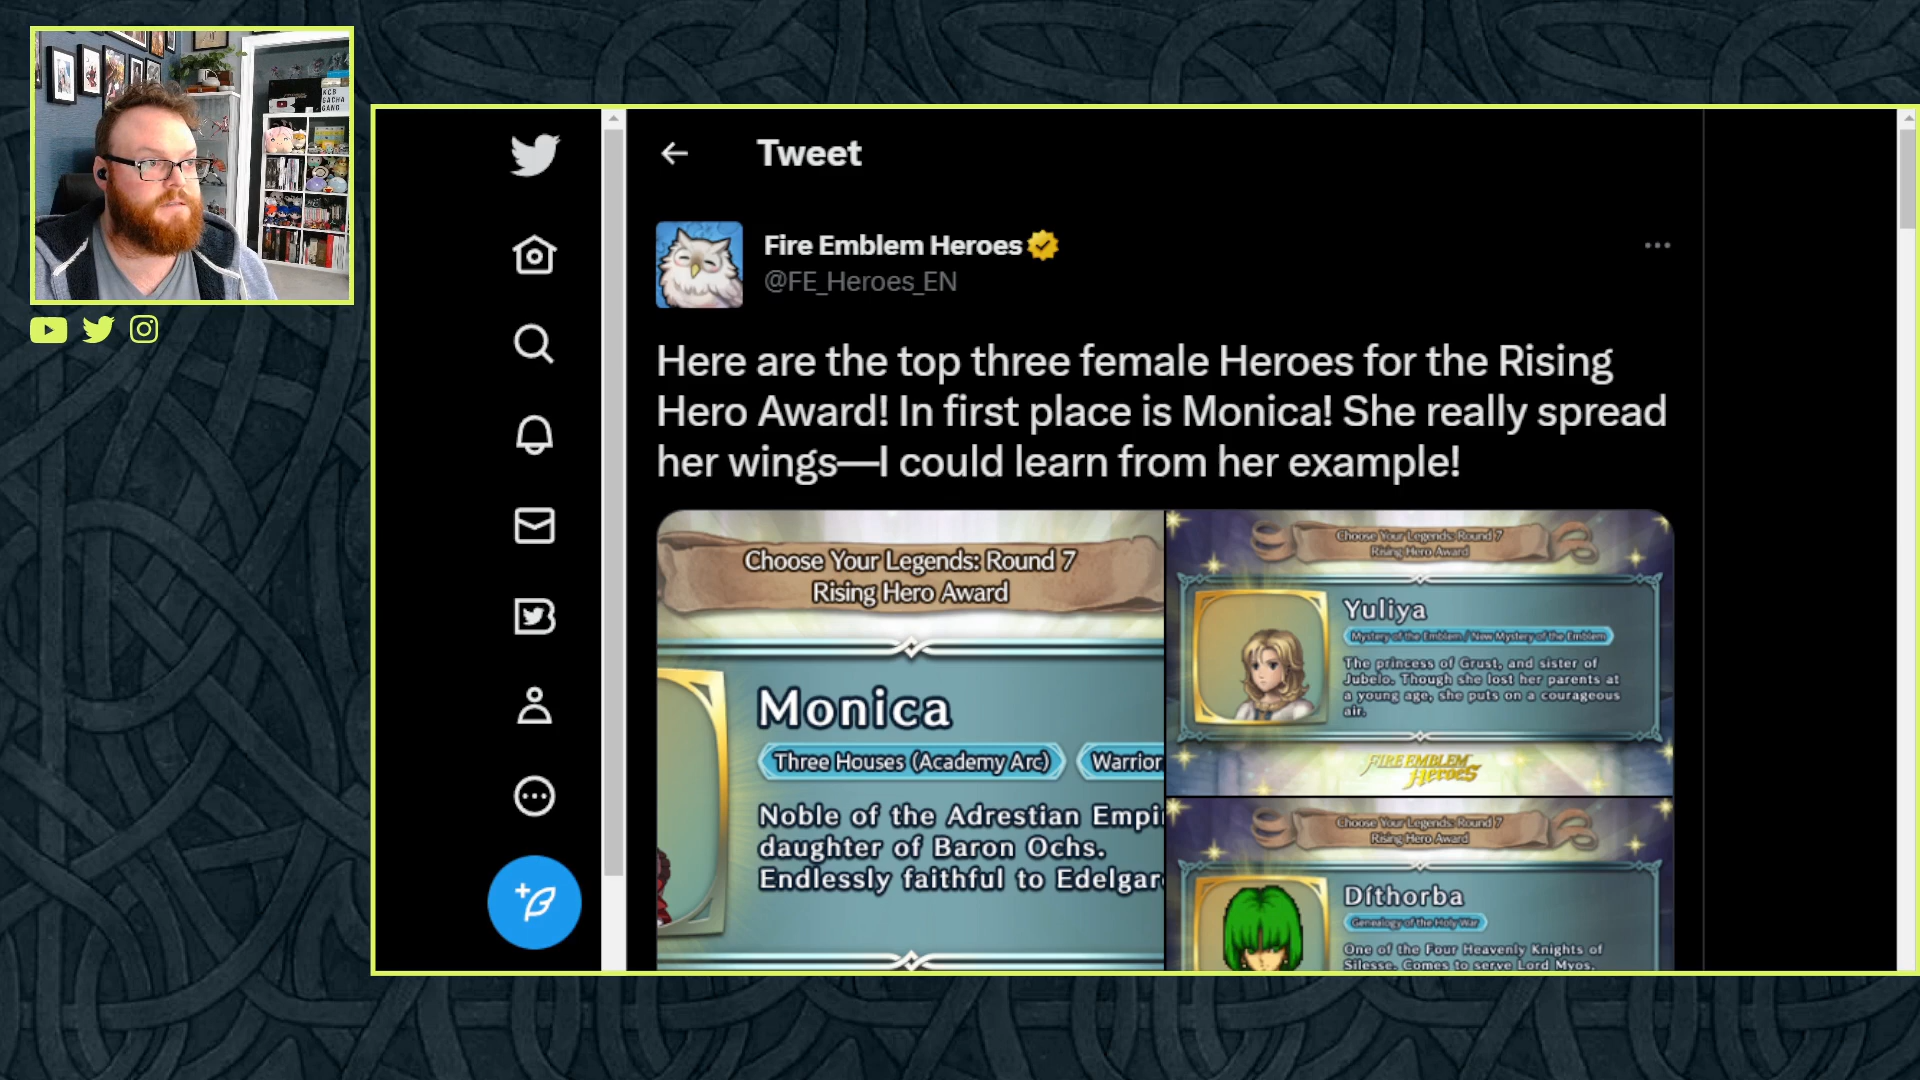 KCB
GACHA
GANG
Tweet
Fire Emblem Heroes
@FE_Heroes_EN
Here are the top three female Heroes for the Rising
Hero Award! In first place is Monica! She really spread
her wings—I could learn from her example!
Choose Your Legends: Round 7
Rising Hero Award
Monica
Three Houses (Academy Arc)
Warrior
Noble of the Adrestian Empi
daughter of Baron Ochs.
Endlessly faithful to Edelgar
Choose Your Legends: Round 7
Rising Hero Award
Yuliya
Mystery of the Emblem / New Mystery of the Emblem
The princess of Grust, and sister of
Jubelo. Though she lost her parents at
a young age, she puts on a courageous
air.
FIRE EMBLEM
Heroes
Choose Your Legends: Round 7
Rising Hero Award
Díthorba
Genealogy of the Holy War
One of the Four Heavenly Knights of
Silesse. Comes to serve Lord Myos,